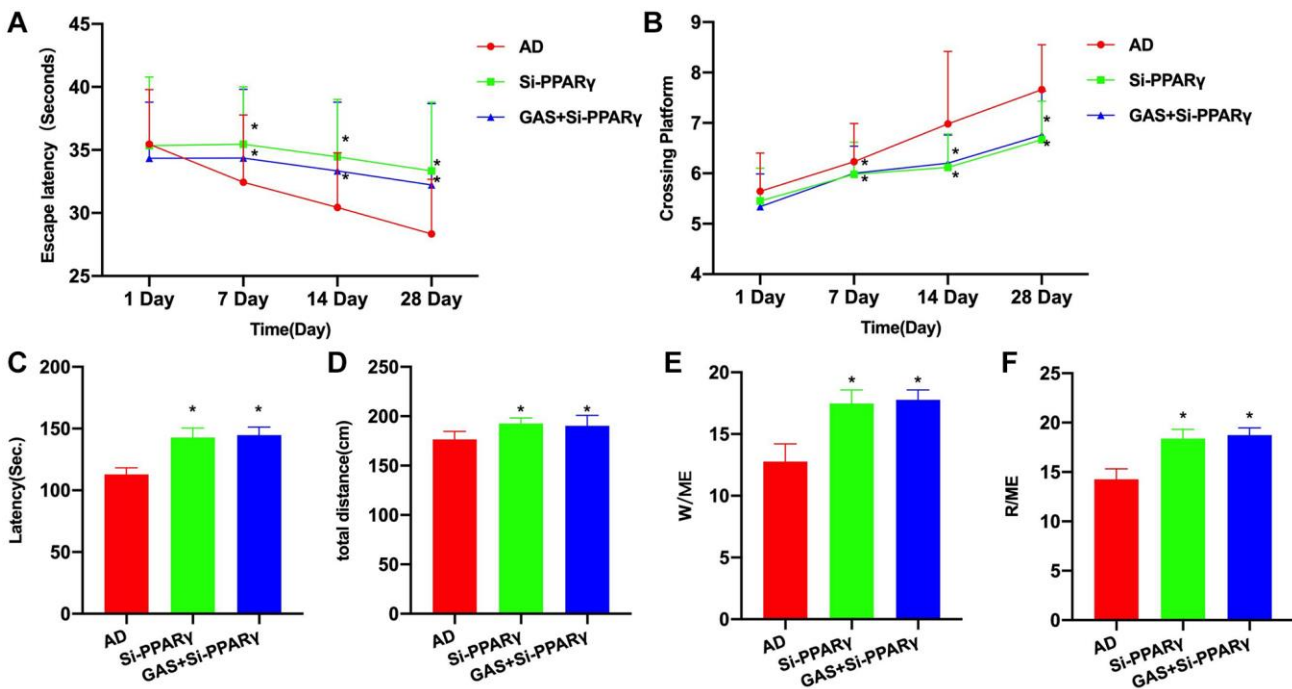 A
Escape latency (Seconds)
45
40
35
30
25
1 Day
7 Day
14 Day
28 Day
Time(Day)
AD
Si-PPARγ
GAS+Si-PPARγ
*
*
*
*
*
*
B
Crossing Platform
9
8
7
6
5
4
1 Day
7 Day
14 Day
28 Day
Time(Day)
AD
Si-PPARγ
GAS+Si-PPARγ
*
*
*
*
*
*
C
Latency(Sec.)
200
150
100
50
0
*
*
AD
Si-PPARγ
GAS+Si-PPARγ
D
total distance(cm)
250
200
150
100
50
0
*
*
AD
Si-PPARγ
GAS+Si-PPARγ
E
W/ME
20
15
10
5
0
*
*
AD
Si-PPARγ
GAS+Si-PPARγ
F
R/ME
25
20
15
10
5
0
*
*
AD
Si-PPARγ
GAS+Si-PPARγ